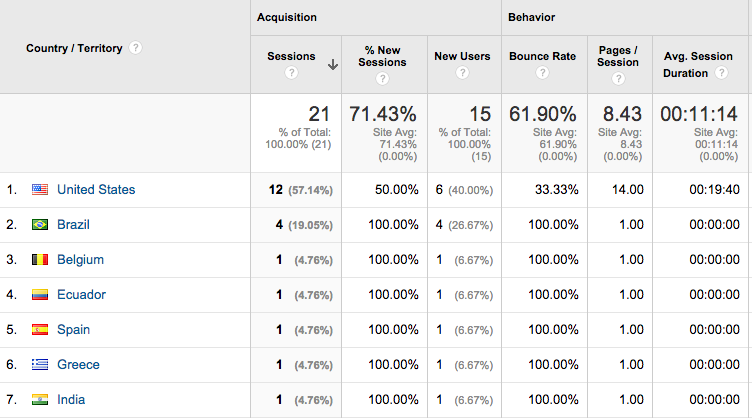 Acquisition Behavior
Country / Territory ? Sessions ? % New Sessions ? New Users ? Bounce Rate ? Pages / Session ? Avg. Session Duration ?
21 71.43% 15 61.90% 8.43 00:11:14
% of Total: 100.00% (21) Site Avg: 71.43% (0.00%) % of Total: 100.00% (15) Site Avg: 61.90% (0.00%) Site Avg: 8.43 (0.00%) Site Avg: 00:11:14 (0.00%)
1. United States 12 (57.14%) 50.00% 6 (40.00%) 33.33% 14.00 00:19:40
2. Brazil 4 (19.05%) 100.00% 4 (26.67%) 100.00% 1.00 00:00:00
3. Belgium 1 (4.76%) 100.00% 1 (6.67%) 100.00% 1.00 00:00:00
4. Ecuador 1 (4.76%) 100.00% 1 (6.67%) 100.00% 1.00 00:00:00
5. Spain 1 (4.76%) 100.00% 1 (6.67%) 100.00% 1.00 00:00:00
6. Greece 1 (4.76%) 100.00% 1 (6.67%) 100.00% 1.00 00:00:00
7. India 1 (4.76%) 100.00% 1 (6.67%) 100.00% 1.00 00:00:00